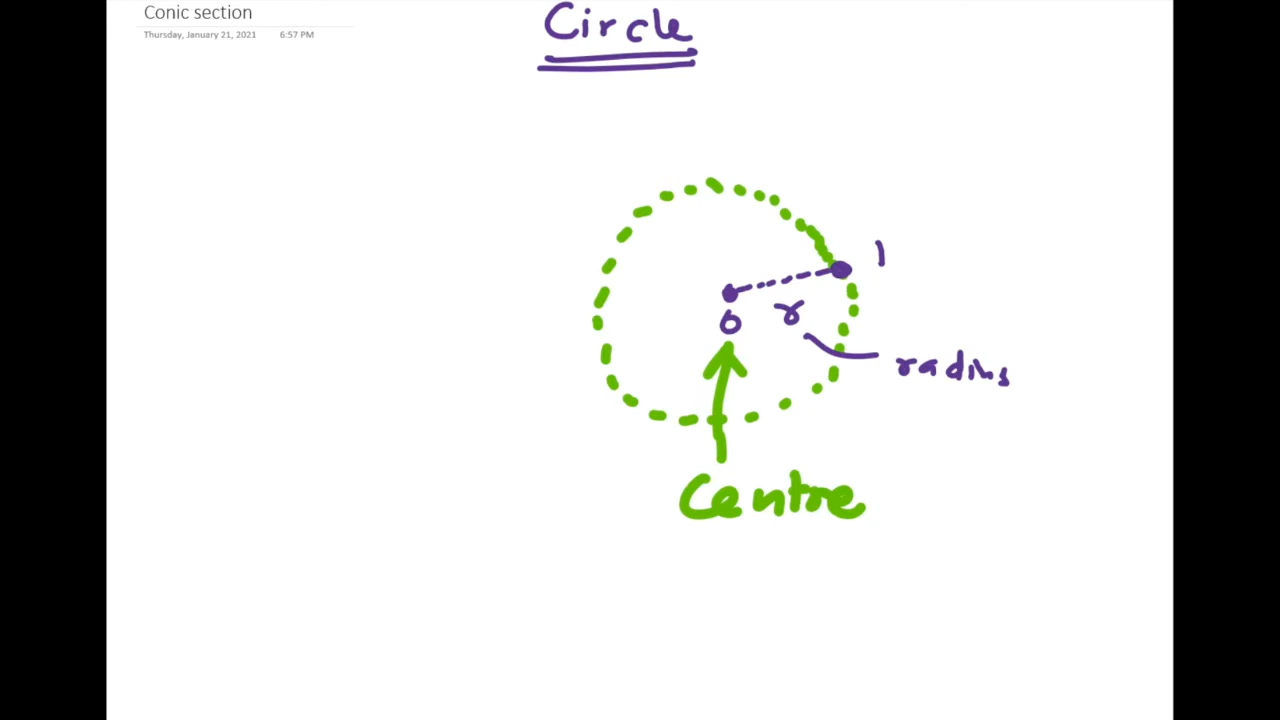 Conic section
Thursday, January 21, 2021 6:57 PM
Circle
o
r
radius
Centre